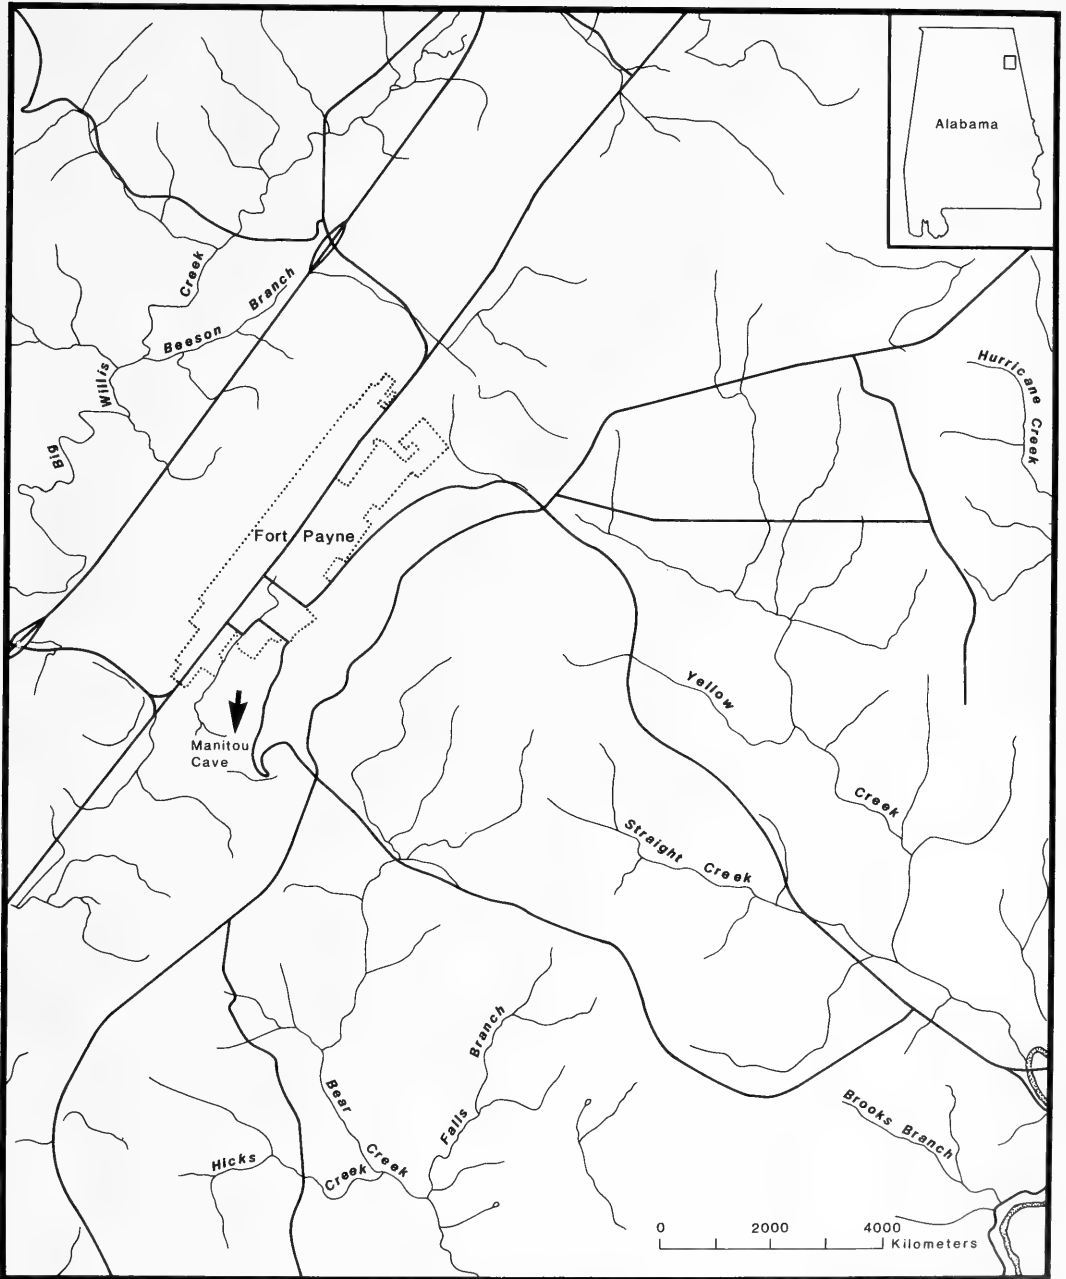 Alabama
Creek
Beeson Branch
Willis
Big
Hurricane Creek
Fort Payne
Manitou
Cave
Yellow
Creek
Straight Creek
Branch
Falls
Bear
Creek
Hicks
Creek
Brooks Branch
0 2000 4000
Kilometers